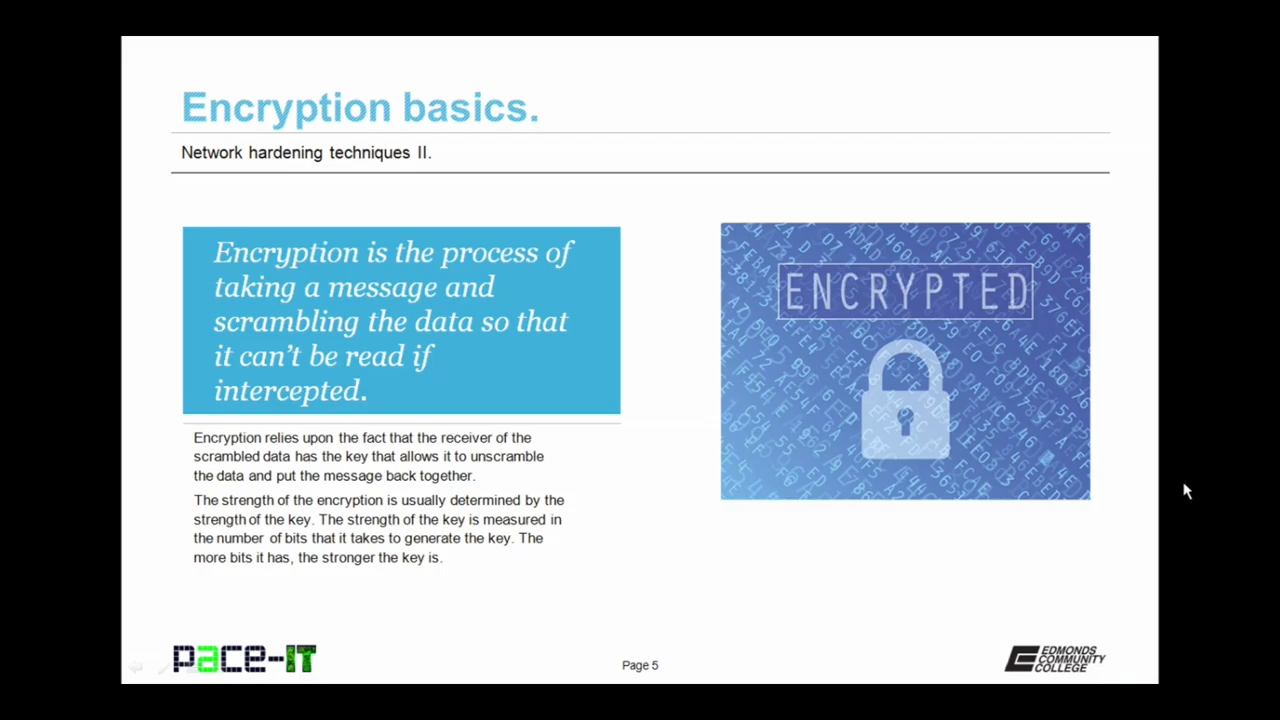 Encryption basics.
Network hardening techniques II.
Encryption is the process of
taking a message and
scrambling the data so that
it can't be read if
intercepted.
Encryption relies upon the fact that the receiver of the
scrambled data has the key that allows it to unscramble
the data and put the message back together.
The strength of the encryption is usually determined by the
strength of the key. The strength of the key is measured in
the number of bits that it takes to generate the key. The
more bits it has, the stronger the key is.
ENCRYPTED
pace-IT
Page 5
EDMONDS
COMMUNITY
COLLEGE